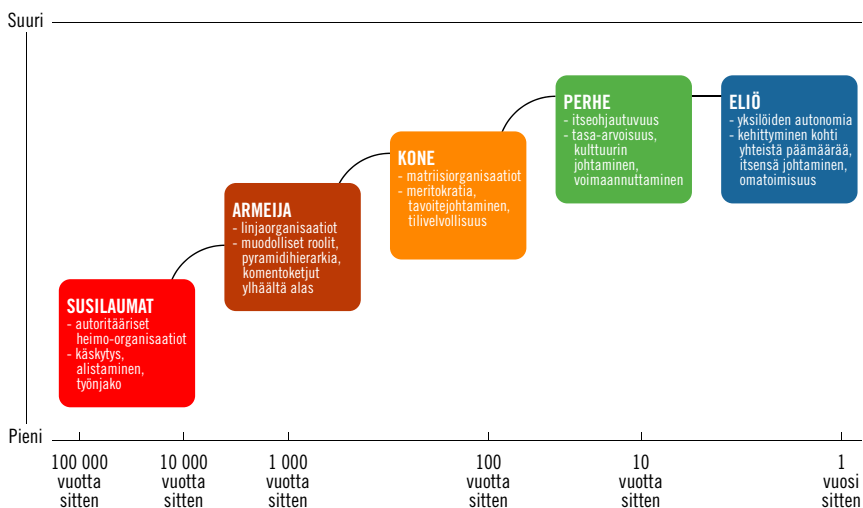 Suuri
SUSILAUMAT
- autoritääriset
heimo-organisaatiot
- käskytys,
alistaminen,
työnjako
ARMEIJA
- linjaorganisaatiot
- muodolliset roolit,
pyramidihierarkia,
komentoketjut
ylhäältä alas
KONE
- matriisiorganisaatiot
- meritokratia,
tavoitejohtaminen,
tilivelvollisuus
PERHE
- itseohjautuvuus
- tasa-arvoisuus,
kulttuurin
johtaminen,
voimaannuttaminen
ELIÖ
- yksilöiden autonomia
- kehittyminen kohti
yhteistä päämäärää,
itsensä johtaminen,
omatoimisuus
Pieni
100 000
vuotta
sitten
10 000
vuotta
sitten
1 000
vuotta
sitten
100
vuotta
sitten
10
vuotta
sitten
1
vuosi
sitten